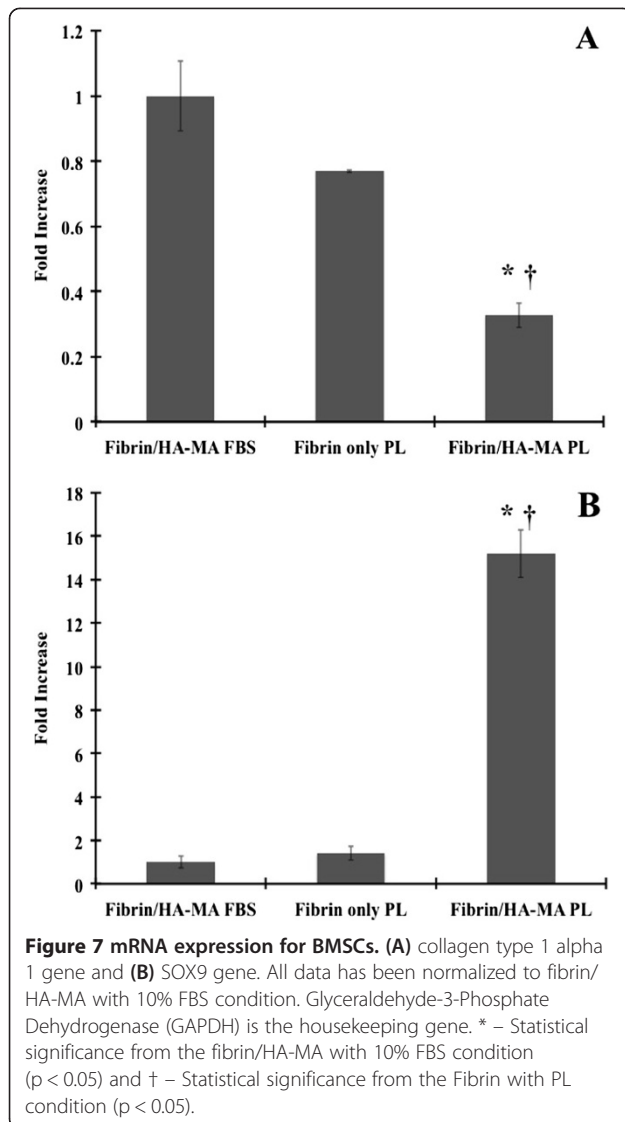 1.2
A
1
0.8
0.6
* †
0.4
0.2
0
Fold Increase
Fibrin/HA-MA FBS Fibrin only PL Fibrin/HA-MA PL
18
B
* †
16
14
12
10
8
6
4
2
0
Fold Increase
Fibrin/HA-MA FBS Fibrin only PL Fibrin/HA-MA PL
Figure 7 mRNA expression for BMSCs. (A) collagen type 1 alpha
1 gene and (B) SOX9 gene. All data has been normalized to fibrin/
HA-MA with 10% FBS condition. Glyceraldehyde-3-Phosphate
Dehydrogenase (GAPDH) is the housekeeping gene. * – Statistical
significance from the fibrin/HA-MA with 10% FBS condition
(p < 0.05) and † – Statistical significance from the Fibrin with PL
condition (p < 0.05).